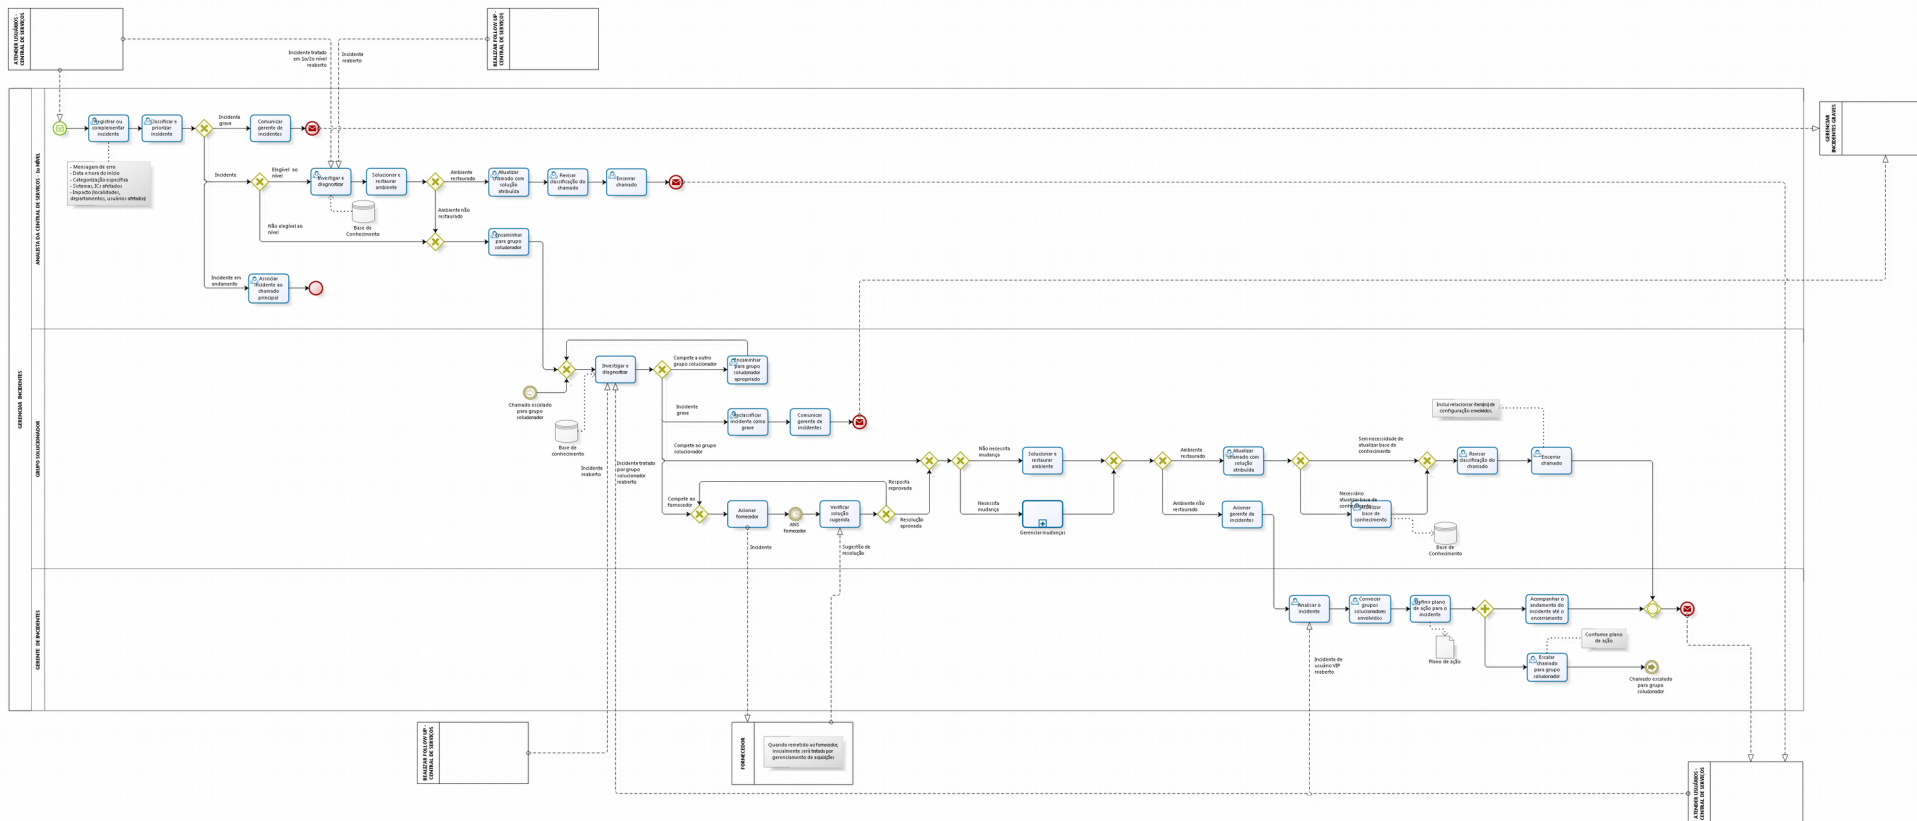 ATENDER USUÁRIOS -
CENTRAL DE SERVIÇOS
REALIZAR FOLLOW UP -
CENTRAL DE SERVIÇOS
Incidente tratado
em 1o/2o nível
reaberto
Incidente
reaberto
GERENCIAR
INCIDENTES GRAVES
GERENCIAR INCIDENTES
ANALISTA DA CENTRAL DE SERVIÇOS - 1o NÍVEL
Registrar ou
complementar
incidente
Classificar e
priorizar
incidente
Incidente
grave
Comunicar
gerente de
incidentes
- Mensagem de erro
- Data e hora do início
- Categorização específica
- Sistemas, ICs afetados
- Impacto (localidades,
departamentos, usuários afetados)
Incidente
Elegível ao
nível
Investigar e
diagnosticar
Solucionar e
restaurar
ambiente
Ambiente
restaurado
Atualizar
chamado com
solução
atribuída
Revisar
classificação do
chamado
Encerrar
chamado
Base de
Conhecimento
Ambiente não
restaurado
Não elegível ao
nível
Encaminhar
para grupo
solucionador
Incidente em
andamento
Associar
incidente ao
chamado
principal
GRUPO SOLUCIONADOR
Chamado escalado
para grupo
solucionador
Investigar e
diagnosticar
Base de
conhecimento
Compete a outro
grupo solucionador
Encaminhar
para grupo
solucionador
apropriado
Incidente
grave
Reclassificar
incidente como
grave
Comunicar
gerente de
incidentes
Compete ao grupo
solucionador
Incidente
reaberto
Incidente tratado
por grupo
solucionador
reaberto
Compete ao
fornecedor
Acionar
fornecedor
ANS
fornecedor
Verificar
solução
sugerida
Resposta
reprovada
Resolução
aprovada
Incidente
Sugestão de
resolução
Não necessita
mudança
Solucionar e
restaurar
ambiente
Necessita
mudança
Gerenciar mudanças
Ambiente
restaurado
Atualizar
chamado com
solução
atribuída
Ambiente não
restaurado
Acionar
gerente de
incidentes
Sem necessidade de
atualizar base de
conhecimento
Necessário
atualizar base de
conhecimento
Atualizar
base de
conhecimento
Base de
Conhecimento
Inclui relacionar item(s) de
configuração envolvidos.
Revisar
classificação do
chamado
Encerrar
chamado
GERENTE DE INCIDENTES
Analisar o
incidente
Convocar
grupos
solucionadores
envolvidos
Definir plano
de ação para o
incidente
Plano de ação
Acompanhar o
andamento do
incidente até o
encerramento
Conforme plano
de ação
Escalar
chamado
para grupo
solucionador
Chamado escalado
para grupo
solucionador
Incidente de
usuário VIP
reaberto
REALIZAR FOLLOW UP -
CENTRAL DE SERVIÇOS
FORNECEDOR
Quando remetido ao fornecedor,
inicialmente será tratado por
gerenciamento de aquisições
ATENDER USUÁRIOS -
CENTRAL DE SERVIÇOS